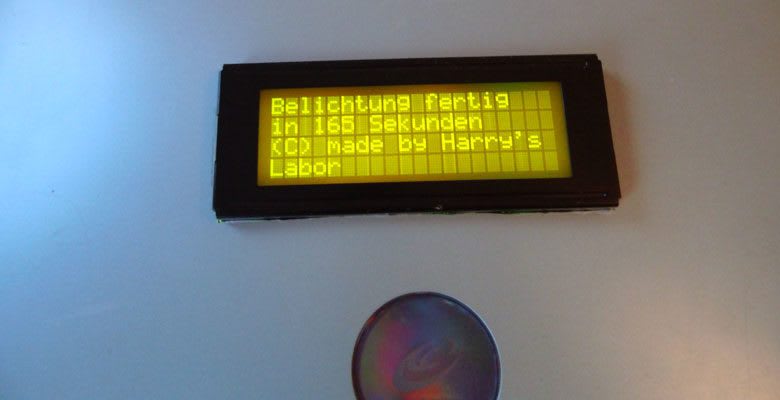 Belichtung fertig
in 165 Sekunden
(C) made by Harry's
Labor